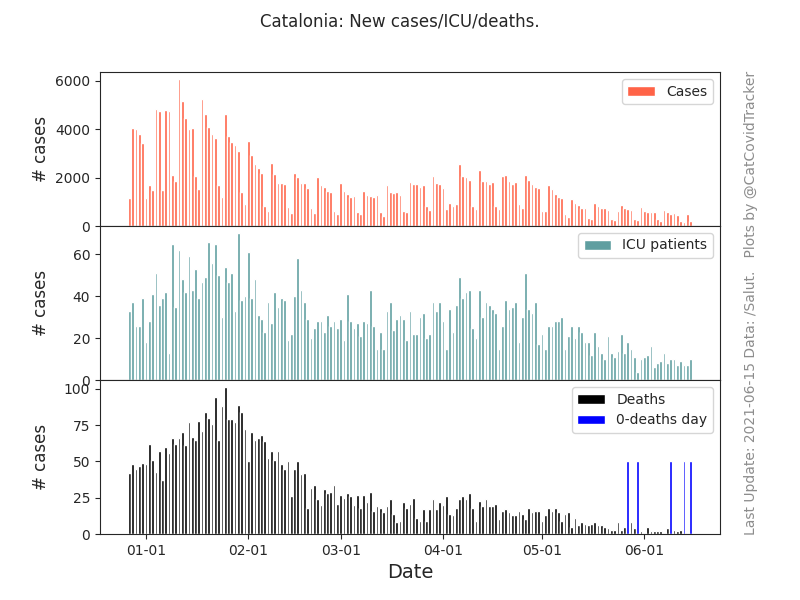 Catalonia: New cases/ICU/deaths.
6000
4000
2000
0
# cases
Cases
60
40
20
0
# cases
ICU patients
100
75
50
25
0
# cases
Deaths
0-deaths day
01-01 02-01 03-01 04-01 05-01 06-01
Date
Last Update: 2021-06-15 Data: /Salut. Plots by @CatCovidTracker